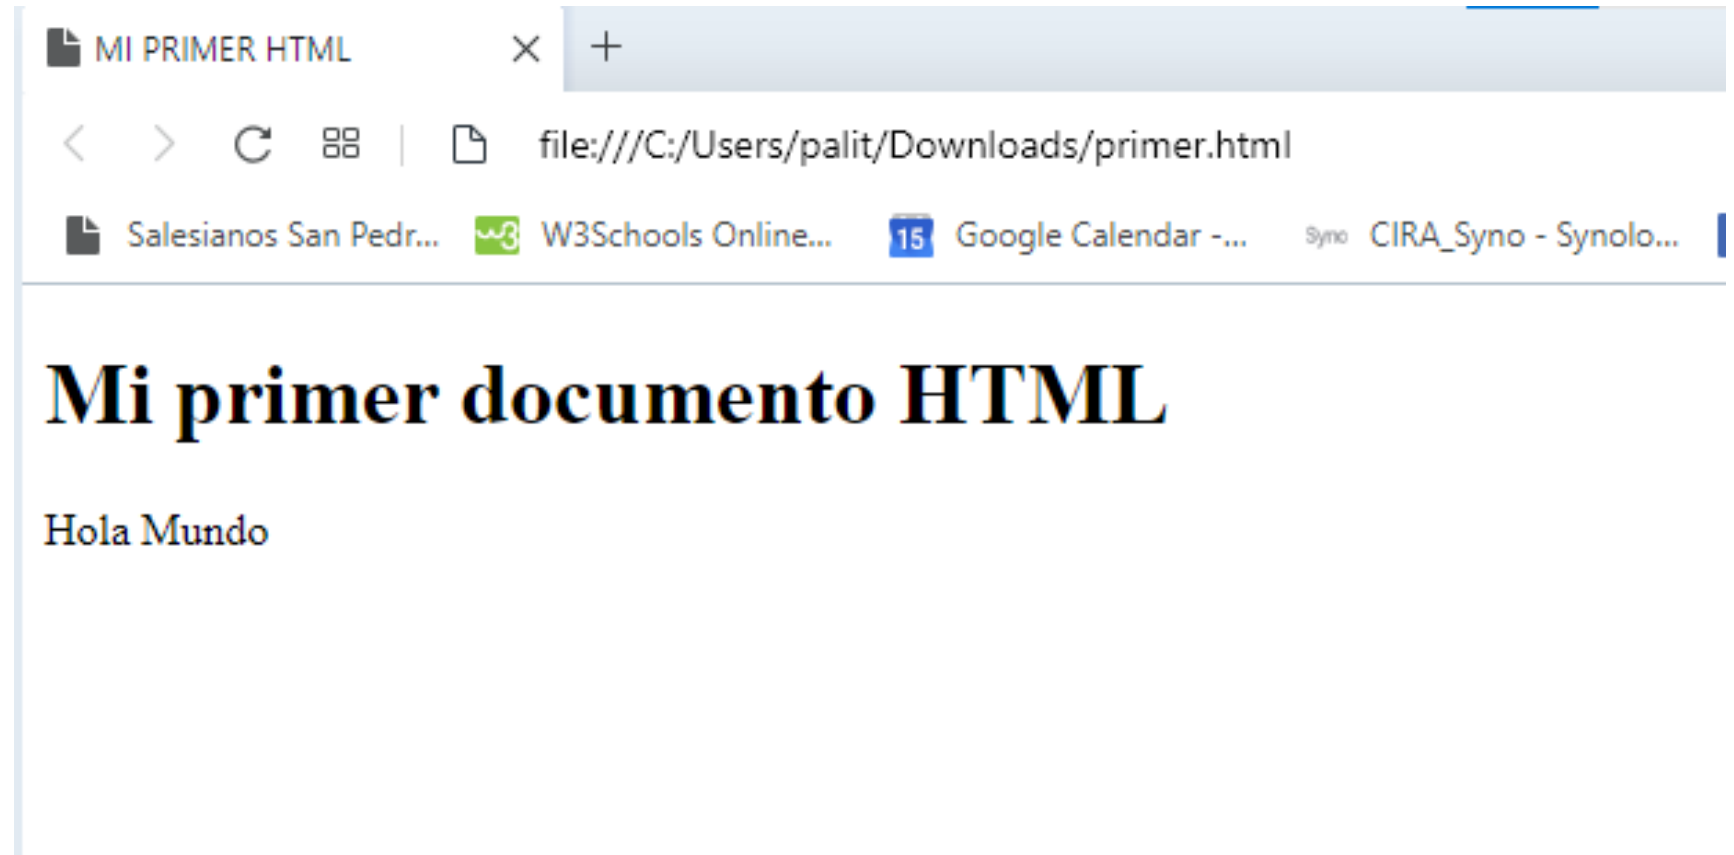 MI PRIMER HTML
file:///C:/Users/palit/Downloads/primer.html
Salesianos San Pedr... w3 W3Schools Online... 15 Google Calendar -... Syno CIRA_Syno - Synolo...
Mi primer documento HTML
Hola Mundo